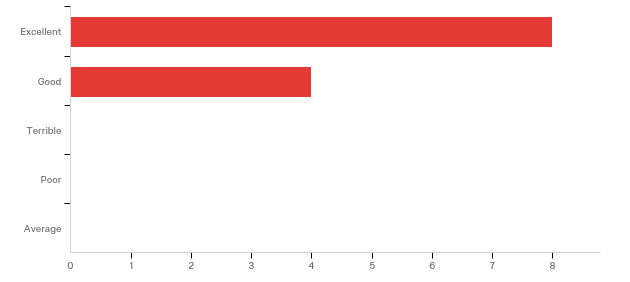 Excellent
Good
Terrible
Poor
Average
0 1 2 3 4 5 6 7 8